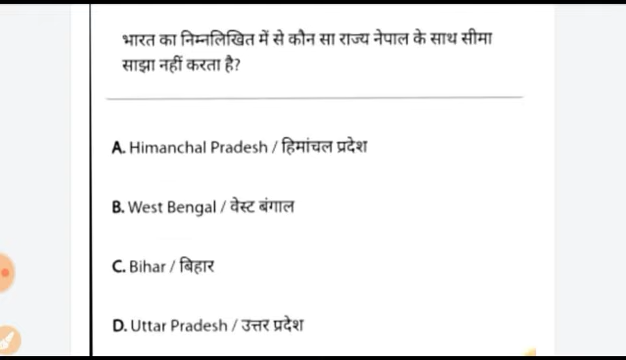 भारत का निम्नलिखित में से कौन सा राज्य नेपाल के साथ सीमा
साझा नहीं करता है?
A. Himanchal Pradesh / हिमांचल प्रदेश
B. West Bengal / वेस्ट बंगाल
C. Bihar / बिहार
D. Uttar Pradesh / उत्तर प्रदेश